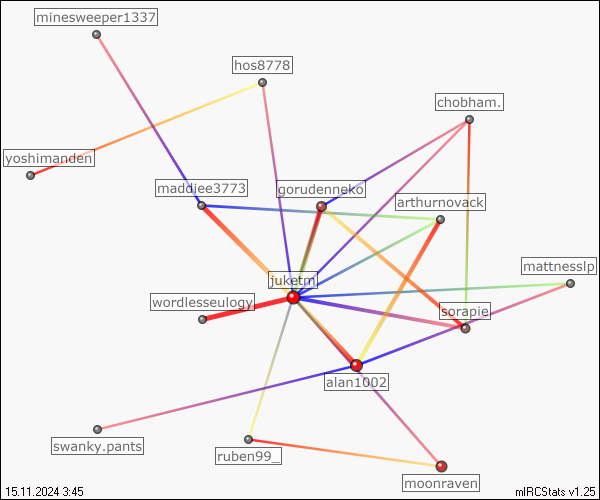 minesweeper1337
hos8778
chobham.
yoshimanden
maddiee3773
gorudenneko
arthurnovack
mattnesslp
juketm
wordlesseulogy
sorapie
alan1002
swanky.pants
ruben99_
moonraven
15.11.2024 3:45
mIRCStats v1.25